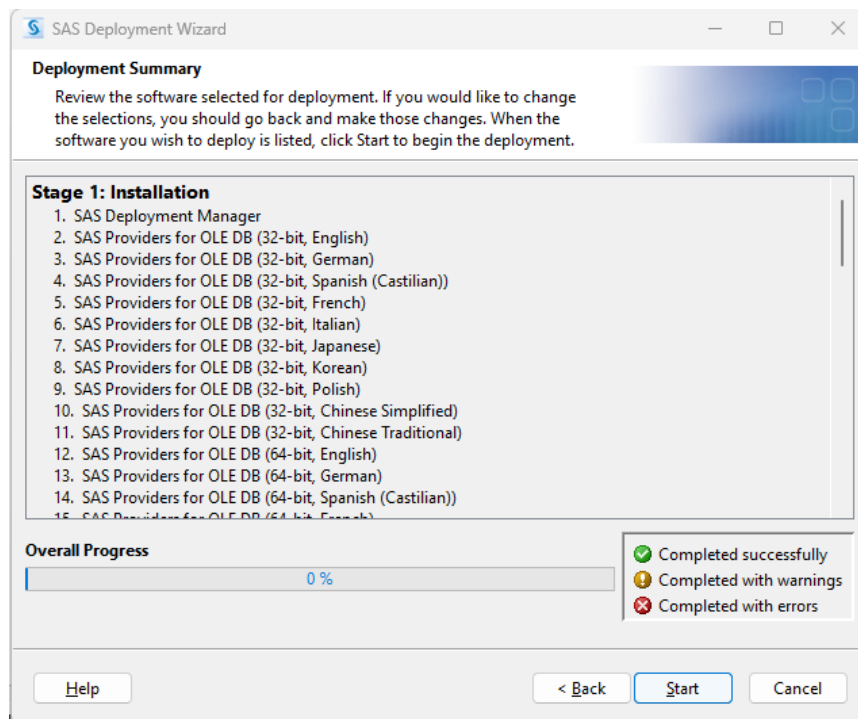 SAS Deployment Wizard
Deployment Summary
Review the software selected for deployment. If you would like to change
the selections, you should go back and make those changes. When the
software you wish to deploy is listed, click Start to begin the deployment.
Stage 1: Installation
1. SAS Deployment Manager
2. SAS Providers for OLE DB (32-bit, English)
3. SAS Providers for OLE DB (32-bit, German)
4. SAS Providers for OLE DB (32-bit, Spanish (Castilian))
5. SAS Providers for OLE DB (32-bit, French)
6. SAS Providers for OLE DB (32-bit, Italian)
7. SAS Providers for OLE DB (32-bit, Japanese)
8. SAS Providers for OLE DB (32-bit, Korean)
9. SAS Providers for OLE DB (32-bit, Polish)
10. SAS Providers for OLE DB (32-bit, Chinese Simplified)
11. SAS Providers for OLE DB (32-bit, Chinese Traditional)
12. SAS Providers for OLE DB (64-bit, English)
13. SAS Providers for OLE DB (64-bit, German)
14. SAS Providers for OLE DB (64-bit, Spanish (Castilian))
15. SAS Providers for OLE DB (64-bit, French)
Overall Progress
0 %
Completed successfully
Completed with warnings
Completed with errors
Help
< Back
Start
Cancel